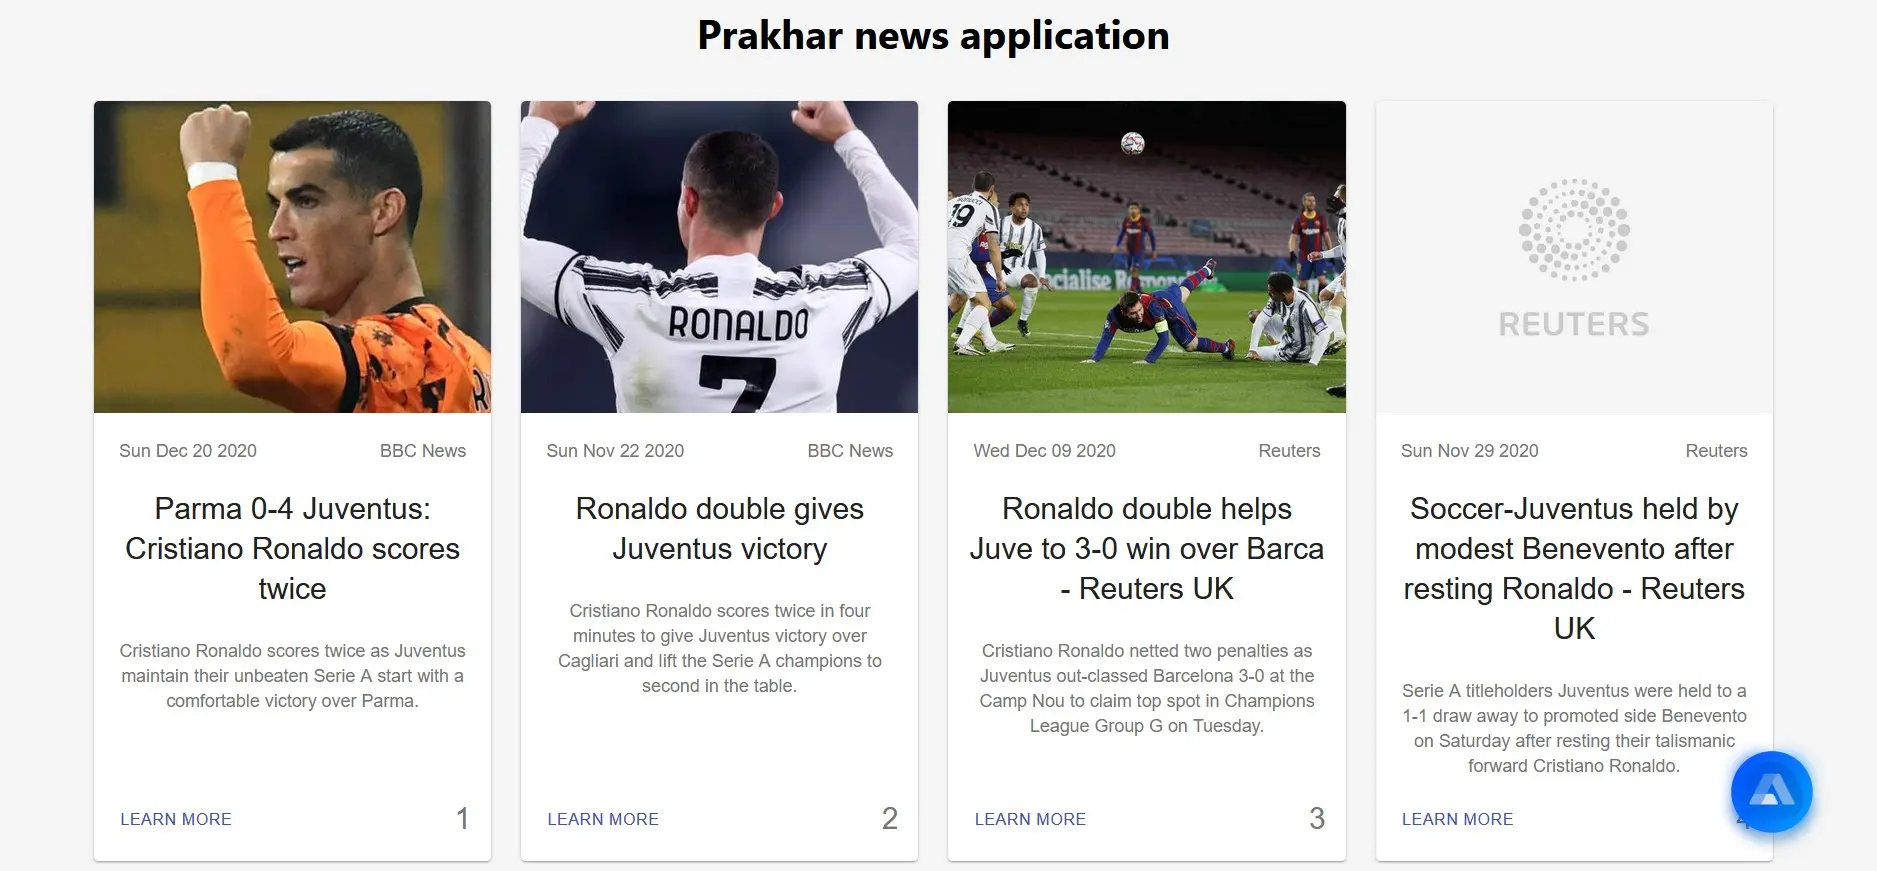 Prakhar news application
RONALDO
7
19
REUTERS
Sun Dec 20 2020 BBC News
Parma 0-4 Juventus:
Cristiano Ronaldo scores
twice
Cristiano Ronaldo scores twice as Juventus
maintain their unbeaten Serie A start with a
comfortable victory over Parma.
LEARN MORE 1
Sun Nov 22 2020 BBC News
Ronaldo double gives
Juventus victory
Cristiano Ronaldo scores twice in four
minutes to give Juventus victory over
Cagliari and lift the Serie A champions to
second in the table.
LEARN MORE 2
Wed Dec 09 2020 Reuters
Ronaldo double helps
Juve to 3-0 win over Barca
- Reuters UK
Cristiano Ronaldo netted two penalties as
Juventus out-classed Barcelona 3-0 at the
Camp Nou to claim top spot in Champions
League Group G on Tuesday.
LEARN MORE 3
Sun Nov 29 2020 Reuters
Soccer-Juventus held by
modest Benevento after
resting Ronaldo - Reuters
UK
Serie A titleholders Juventus were held to a
1-1 draw away to promoted side Benevento
on Saturday after resting their talismanic
forward Cristiano Ronaldo.
LEARN MORE